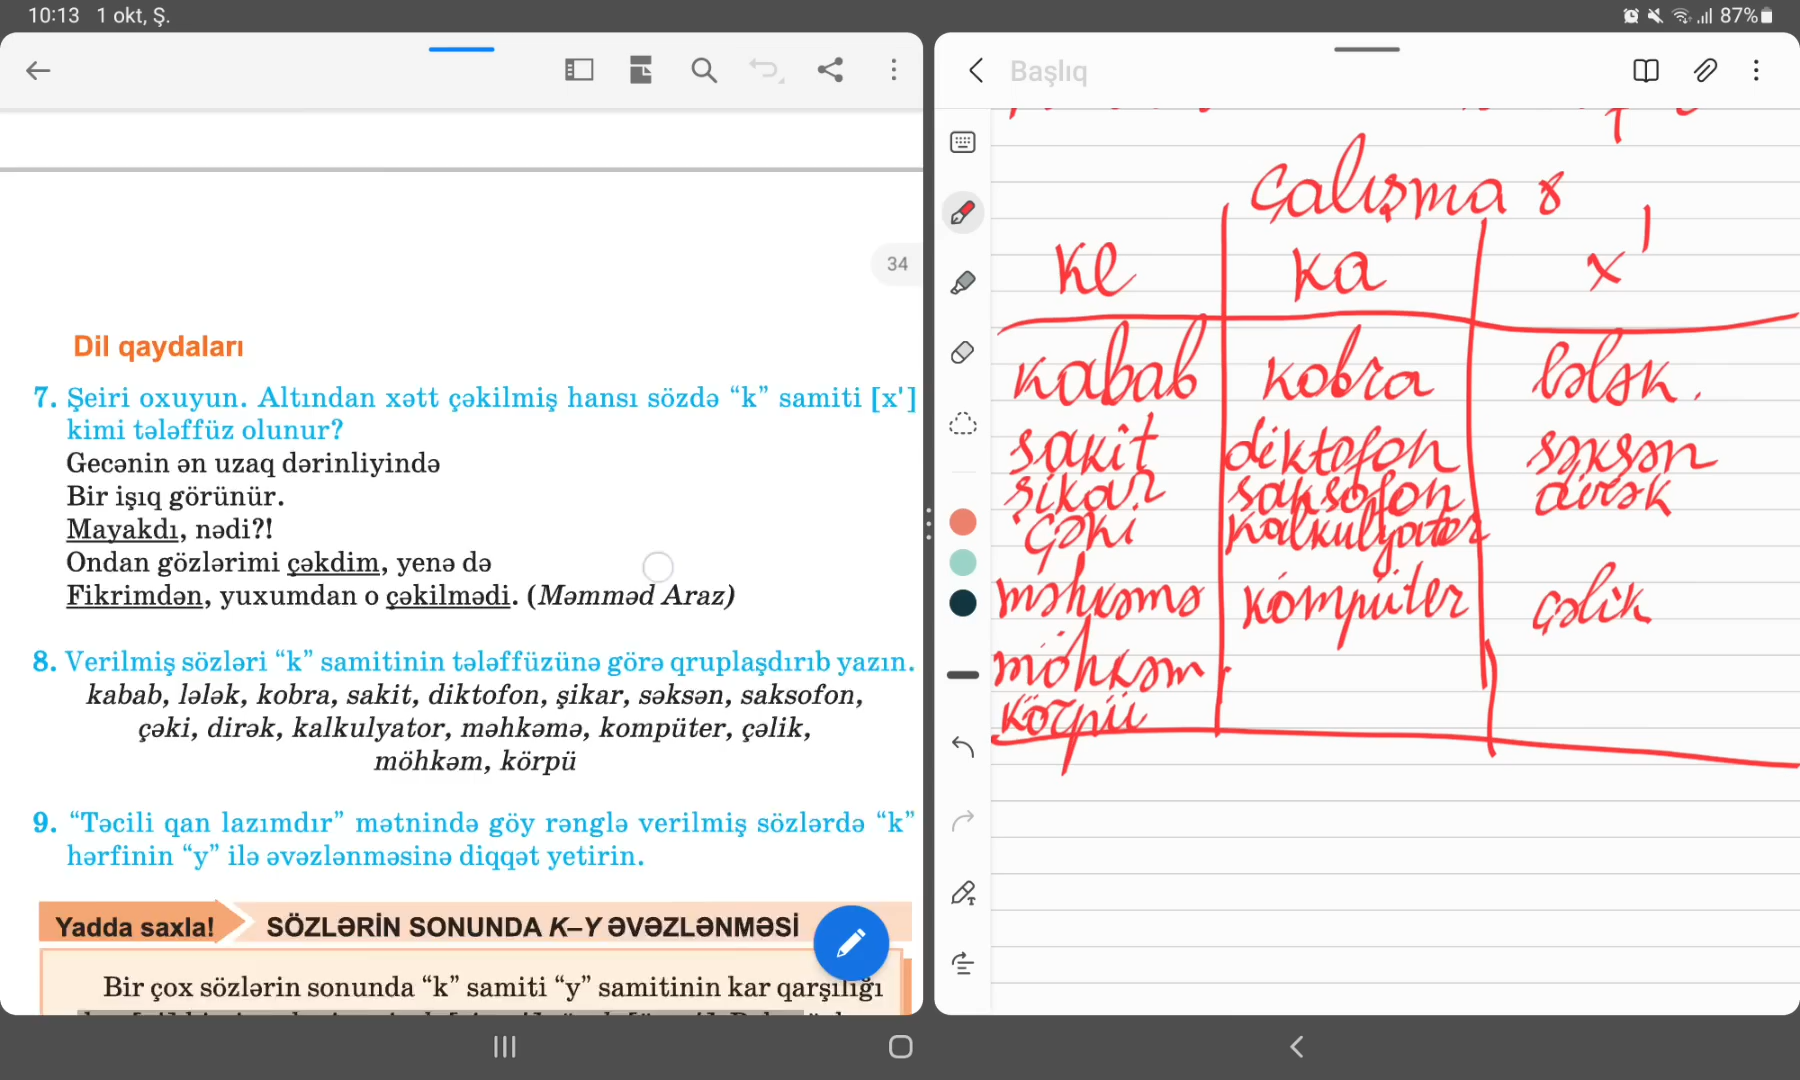 10:13 1 okt, Ş.
87%
34
Dil qaydaları
7. Şeiri oxuyun. Altından xətt çəkilmiş hansı sözdə “k” samiti [x']
kimi tələffüz olunur?
Gecənin ən uzaq dərinliyində
Bir işıq görünür.
Mayakdı, nədi?!
Ondan gözlərimi çəkdim, yenə də
Fikrimdən, yuxumdan o çəkilmədi. (Məmməd Araz)
8. Verilmiş sözləri “k” samitinin tələffüzünə görə qruplaşdırıb yazın.
kabab, lələk, kobra, sakit, diktofon, şikar, səksən, saksofon,
çəki, dirək, kalkulyator, məhkəmə, kompüter, çəlik,
möhkəm, körpü
9. “Təcili qan lazımdır” mətnində göy rənglə verilmiş sözlərdə “k”
hərfinin “y” ilə əvəzlənməsinə diqqət yetirin.
Yadda saxla! SÖZLƏRİN SONUNDA K–Y ƏVƏZLƏNMƏSİ
Bir çox sözlərin sonunda “k” samiti “y” samitinin kar qarşılığı
Başlıq
Çalışma 8
ke ka x'
kabab kobra lələk.
sakit diktofon səksən
şikar saksofon dirək
çəki kalkulyator
məhkəmə kompüter çəlik
möhkəm
körpü